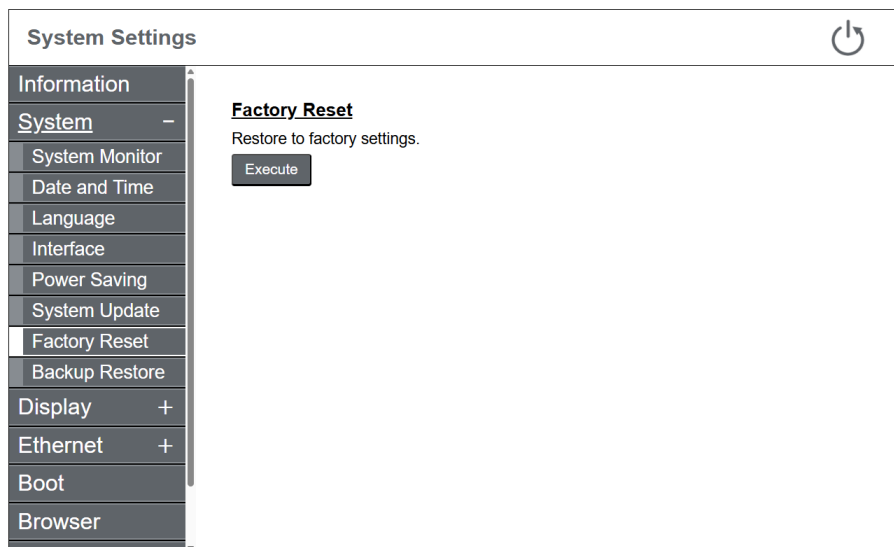 System Settings
Information
System −
System Monitor
Date and Time
Language
Interface
Power Saving
System Update
Factory Reset
Backup Restore
Display +
Ethernet +
Boot
Browser
Factory Reset
Restore to factory settings.
Execute